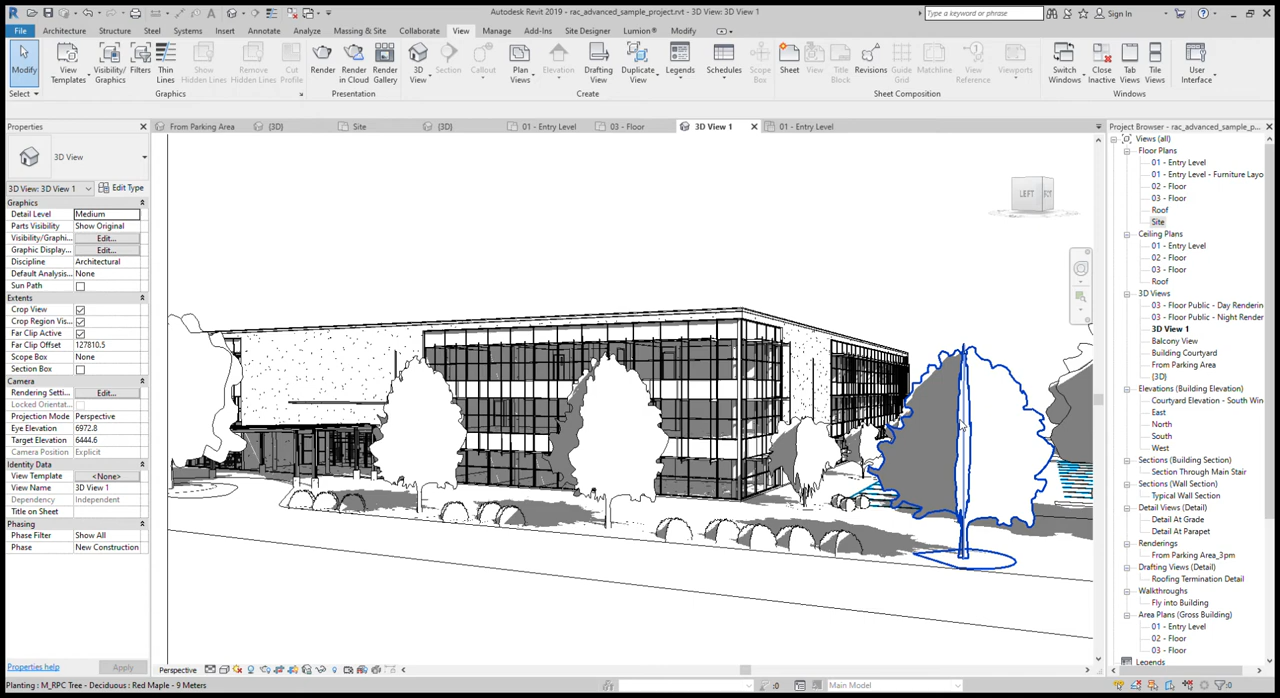 Autodesk Revit 2019 - rac_advanced_sample_project.rvt - 3D View: 3D View 1
Type a keyword or phrase
Sign In
File Architecture Structure Steel Systems Insert Annotate Analyze Massing & Site Collaborate View Manage Add-Ins Site Designer Lumion® Modify
Modify View Templates Visibility/ Graphics Filters Thin Lines Show Hidden Lines Remove Hidden Lines Cut Profile Render Render in Cloud Render Gallery 3D View Section Callout Plan Views Elevation Drafting View Duplicate View Legends Schedules Scope Box Sheet View Title Block Revisions Guide Grid Matchline View Reference Viewports Switch Windows Close Inactive Tab Views Tile Views User Interface
Select Graphics Presentation Create Sheet Composition Windows
Properties
From Parking Area {3D} Site {3D} 01 - Entry Level 03 - Floor 3D View 1 01 - Entry Level
Project Browser - rac_advanced_sample_p...
3D View
3D View: 3D View 1 Edit Type
Graphics
Detail Level Medium
Parts Visibility Show Original
Visibility/Graphi... Edit...
Graphic Display... Edit...
Discipline Architectural
Default Analysis... None
Sun Path
Extents
Crop View
Crop Region Vis...
Far Clip Active
Far Clip Offset 127810.5
Scope Box None
Section Box
Camera
Rendering Setti... Edit...
Locked Orientat...
Projection Mode Perspective
Eye Elevation 6972.8
Target Elevation 6444.6
Camera Position Explicit
Identity Data
View Template <None>
View Name 3D View 1
Dependency Independent
Title on Sheet
Phasing
Phase Filter Show All
Phase New Construction
Properties help Apply
LEFT
Views (all)
Floor Plans
01 - Entry Level
01 - Entry Level - Furniture Layo
02 - Floor
03 - Floor
Roof
Site
Ceiling Plans
01 - Entry Level
02 - Floor
03 - Floor
Roof
3D Views
03 - Floor Public - Day Renderin
03 - Floor Public - Night Render
3D View 1
Balcony View
Building Courtyard
From Parking Area
{3D}
Elevations (Building Elevation)
Courtyard Elevation - South Win
East
North
South
West
Sections (Building Section)
Section Through Main Stair
Sections (Wall Section)
Typical Wall Section
Detail Views (Detail)
Detail At Grade
Detail At Parapet
Renderings
From Parking Area_3pm
Drafting Views (Detail)
Roofing Termination Detail
Walkthroughs
Fly into Building
Area Plans (Gross Building)
01 - Entry Level
02 - Floor
03 - Floor
Legends
Perspective
Planting : M_RPC Tree - Deciduous : Red Maple - 9 Meters
:0 Main Model :0